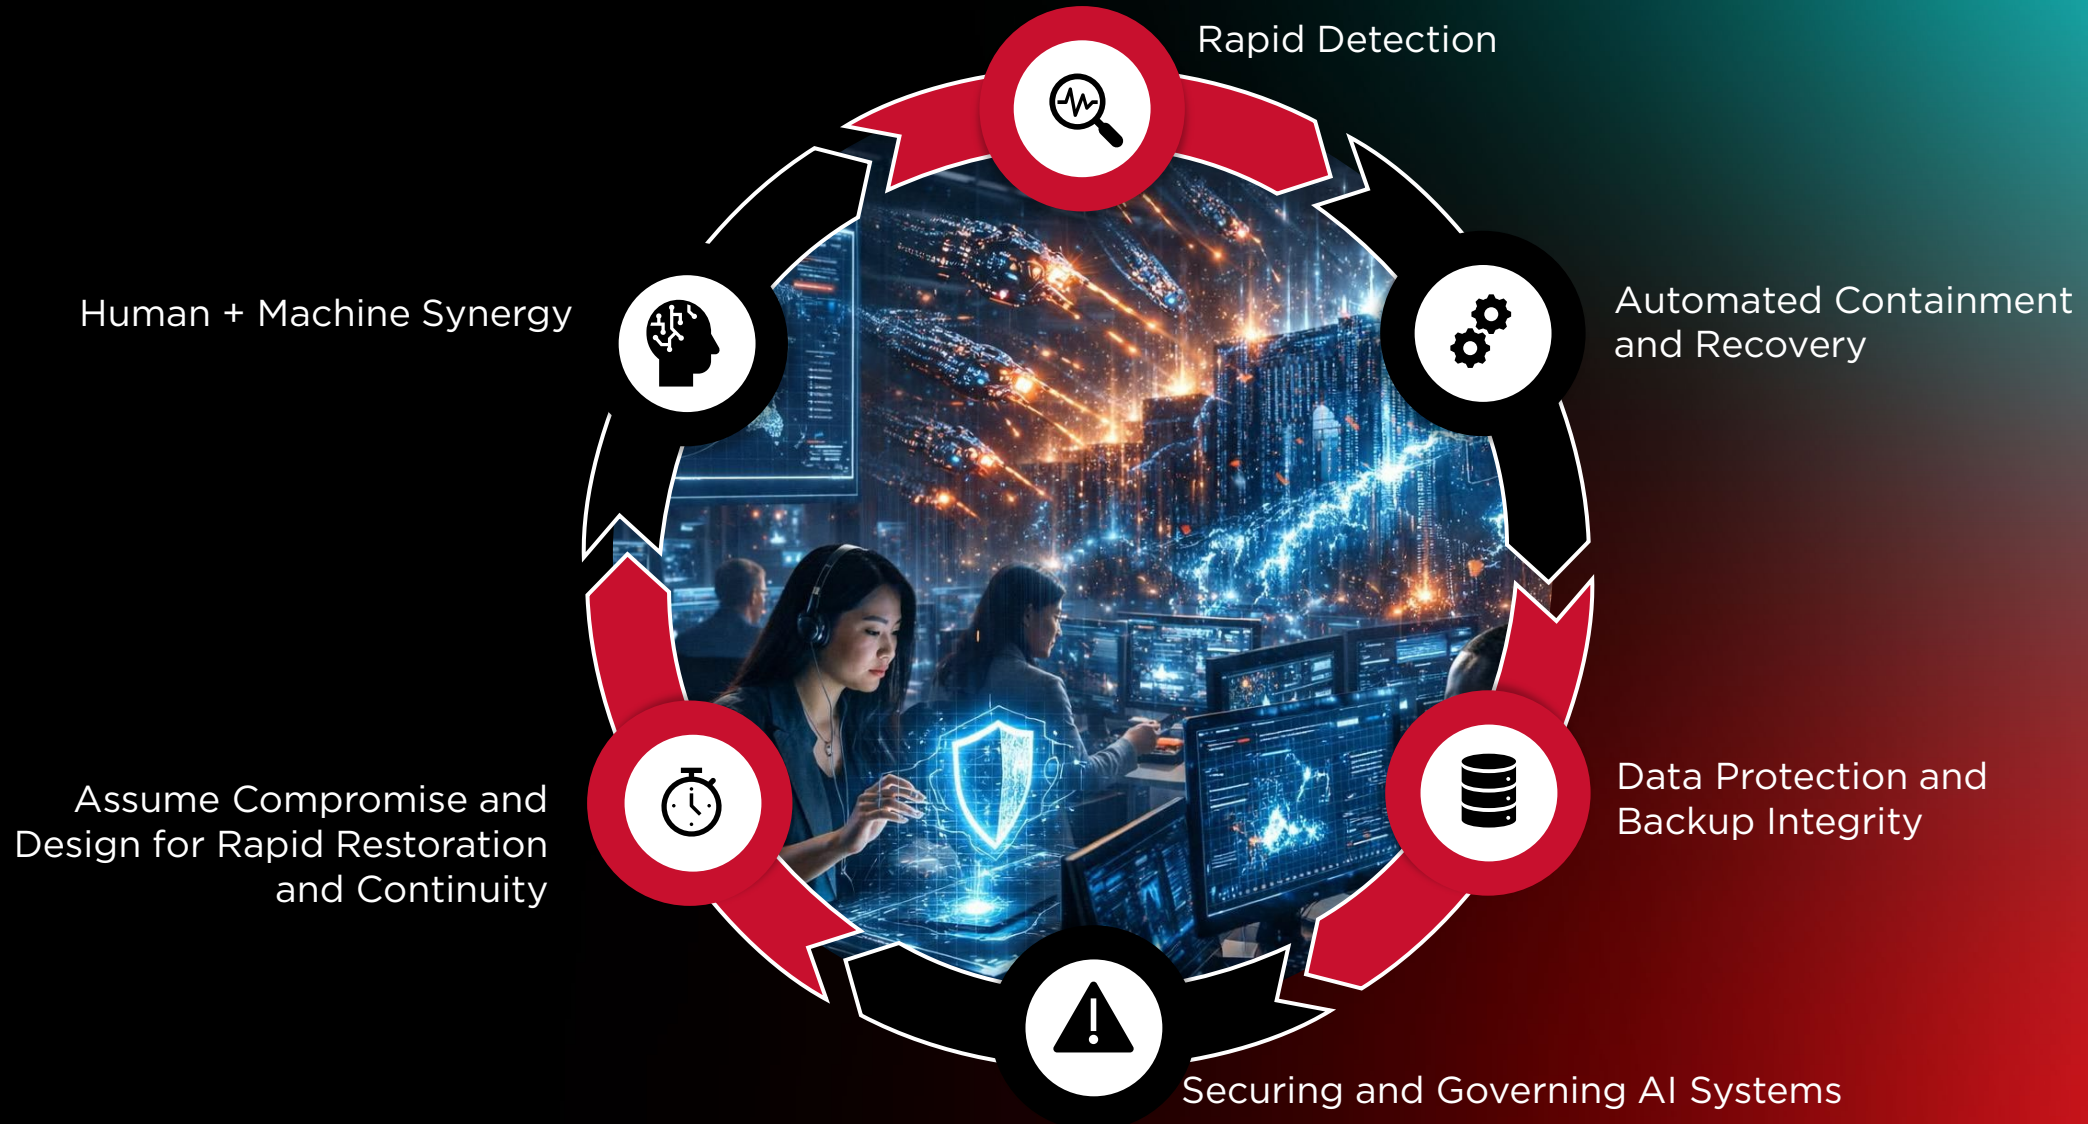 Rapid Detection
Automated Containment
and Recovery
Data Protection and
Backup Integrity
Securing and Governing AI Systems
Assume Compromise and
Design for Rapid Restoration
and Continuity
Human + Machine Synergy